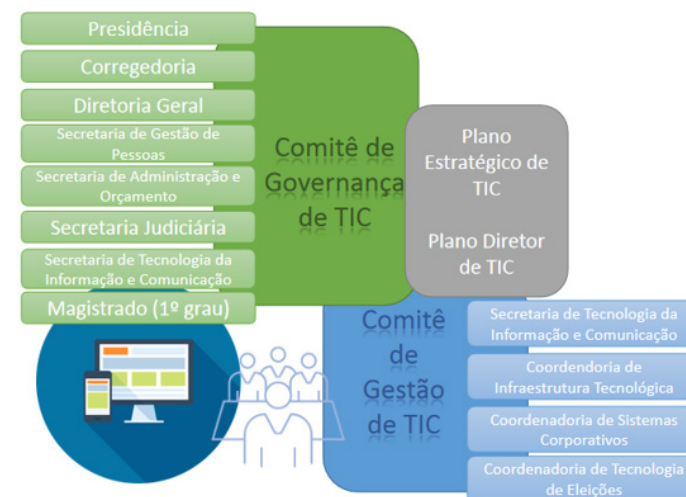 Presidência
Corregedoria
Diretoria Geral
Secretaria de Gestão de
Pessoas
Secretaria de Administração e
Orçamento
Secretaria Judiciária
Secretaria de Tecnologia da
Informação e Comunicação
Magistrado (1º grau)
Comitê de
Governança
de TIC
Plano
Estratégico de
TIC
Plano Diretor
de TIC
Comitê
de
Gestão
de TIC
Secretaria de Tecnologia da
Informação e Comunicação
Coordendoria de
Infraestrutura Tecnológica
Coordenadoria de Sistemas
Corporativos
Coordenadoria de Tecnologia
de Eleições